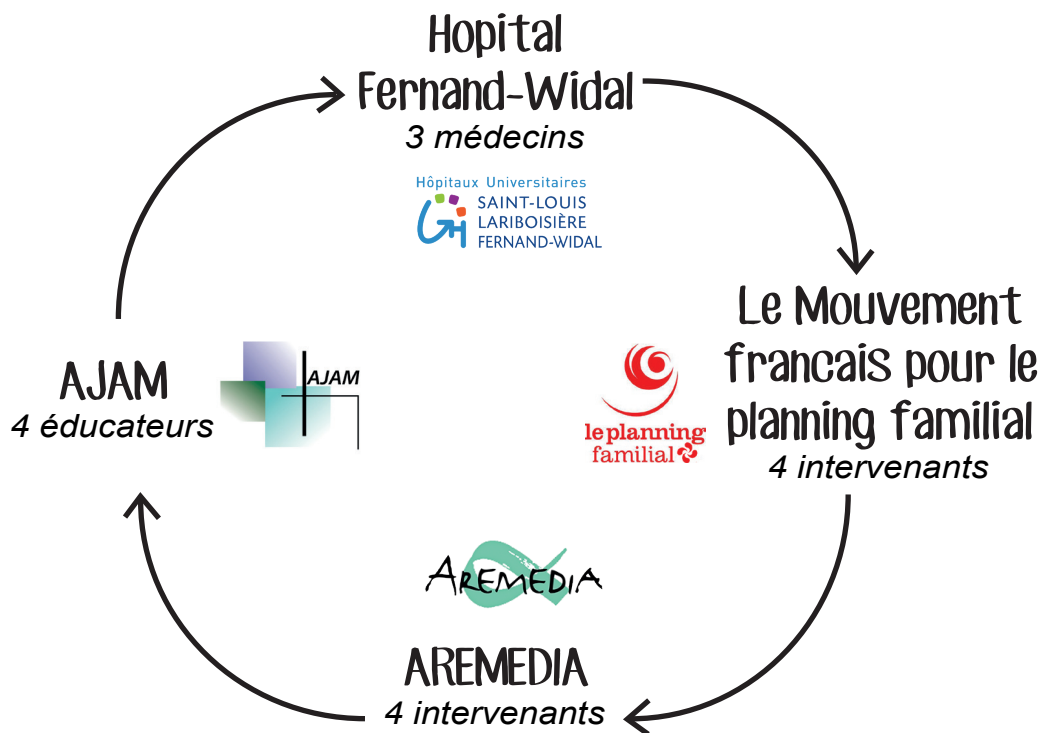 Hopital
Fernand-Widal
3 médecins
Hôpitaux Universitaires
SAINT-LOUIS
LARIBOISIÈRE
FERNAND-WIDAL
Le Mouvement
francais pour le
planning familial
4 intervenants
le planning
familial
AREMEDIA
AREMEDIA
4 intervenants
AJAM
4 éducateurs
AJAM